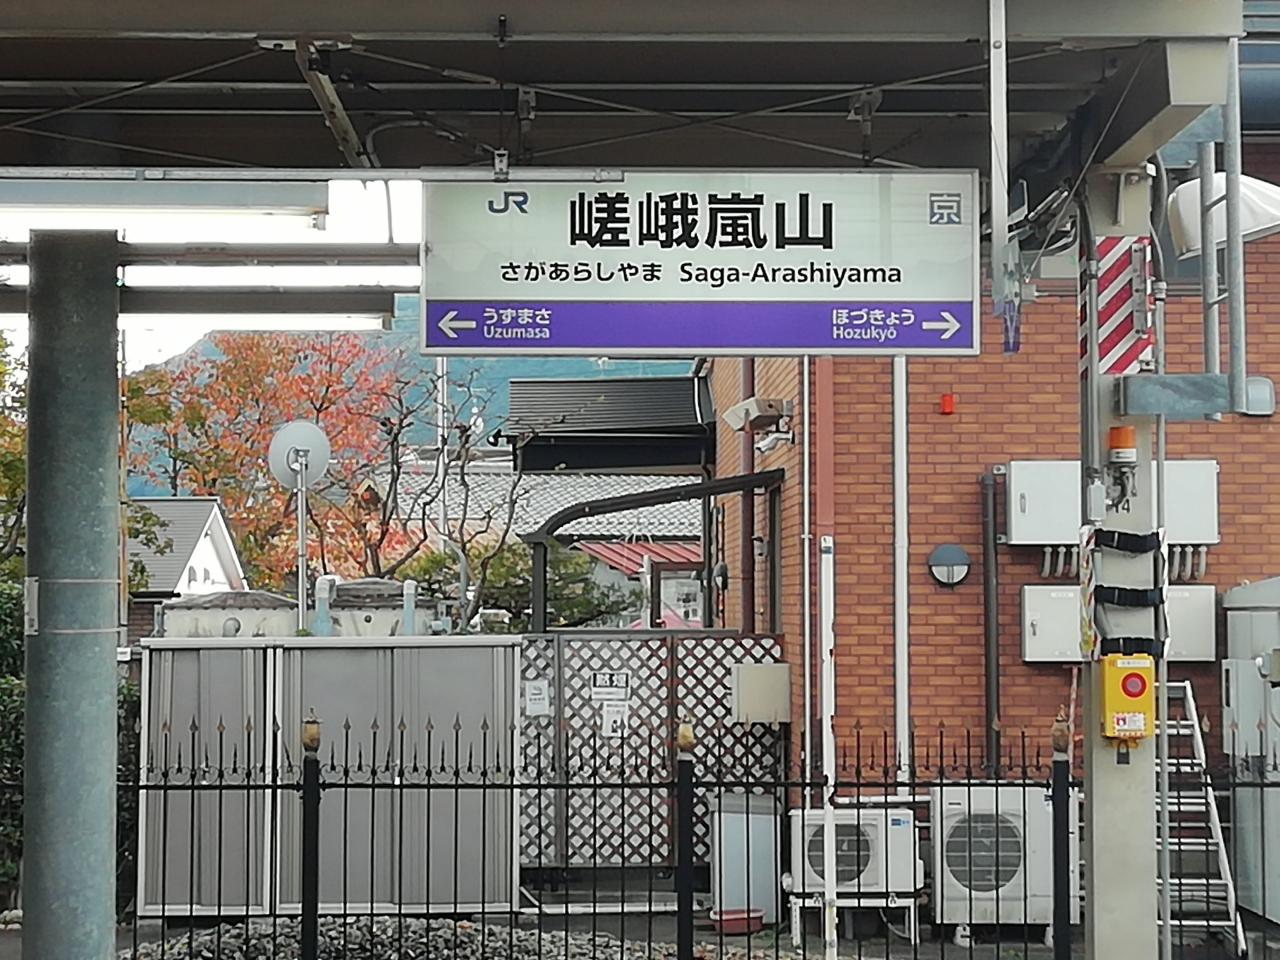 JR 嵯峨嵐山 京
さがあらしやま Saga-Arashiyama
← うずまさ ほづきょう →
Uzumasa Hozukyō